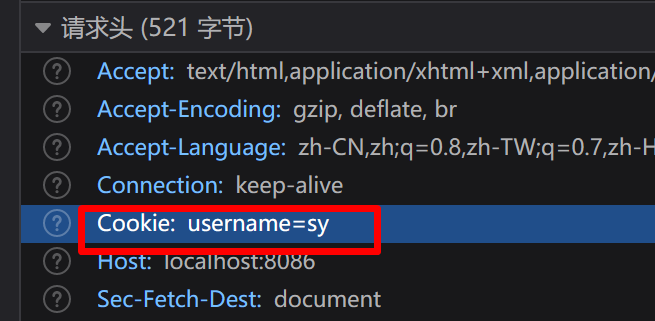 请求头 (521 字节)
Accept: text/html,application/xhtml+xml,application/
Accept-Encoding: gzip, deflate, br
Accept-Language: zh-CN,zh;q=0.8,zh-TW;q=0.7,zh-H
Connection: keep-alive
Cookie: username=sy
Host: localhost:8086
Sec-Fetch-Dest: document